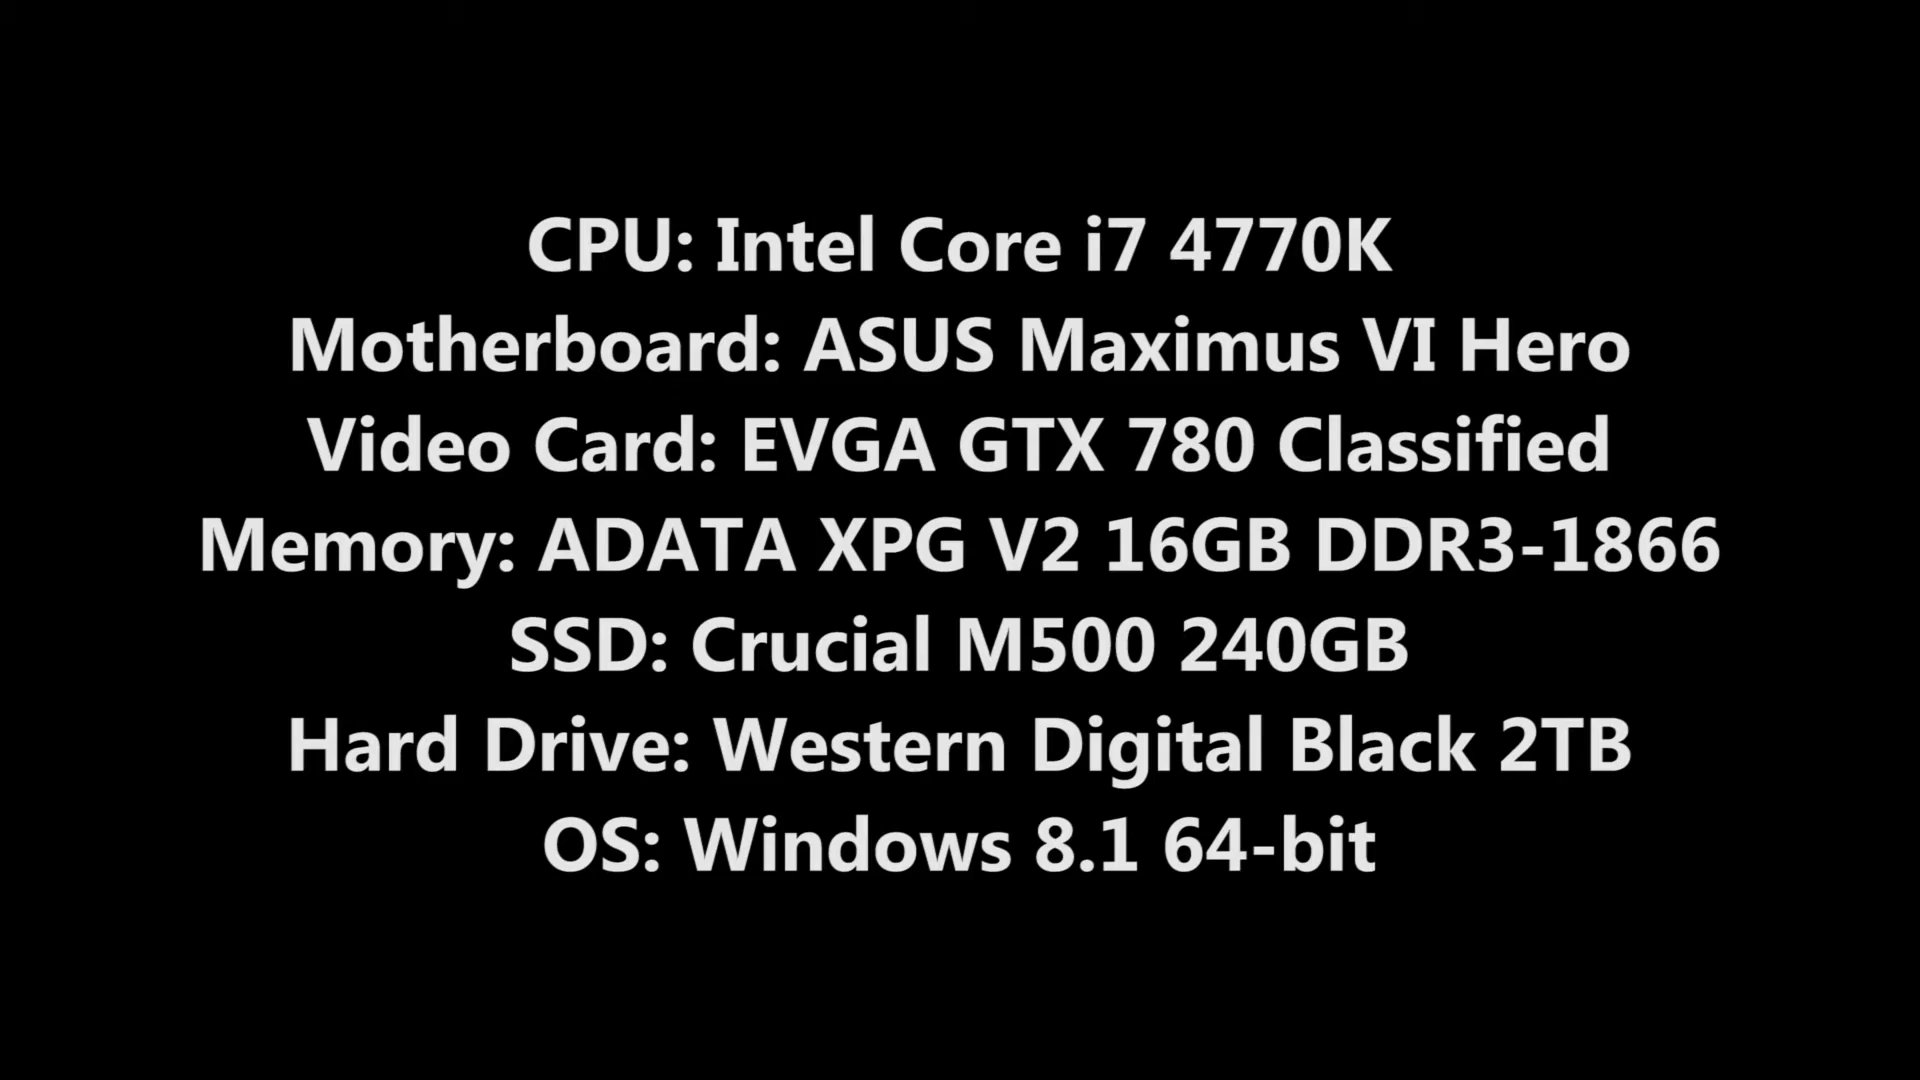 CPU: Intel Core i7 4770K
Motherboard: ASUS Maximus VI Hero
Video Card: EVGA GTX 780 Classified
Memory: ADATA XPG V2 16GB DDR3-1866
SSD: Crucial M500 240GB
Hard Drive: Western Digital Black 2TB
OS: Windows 8.1 64-bit